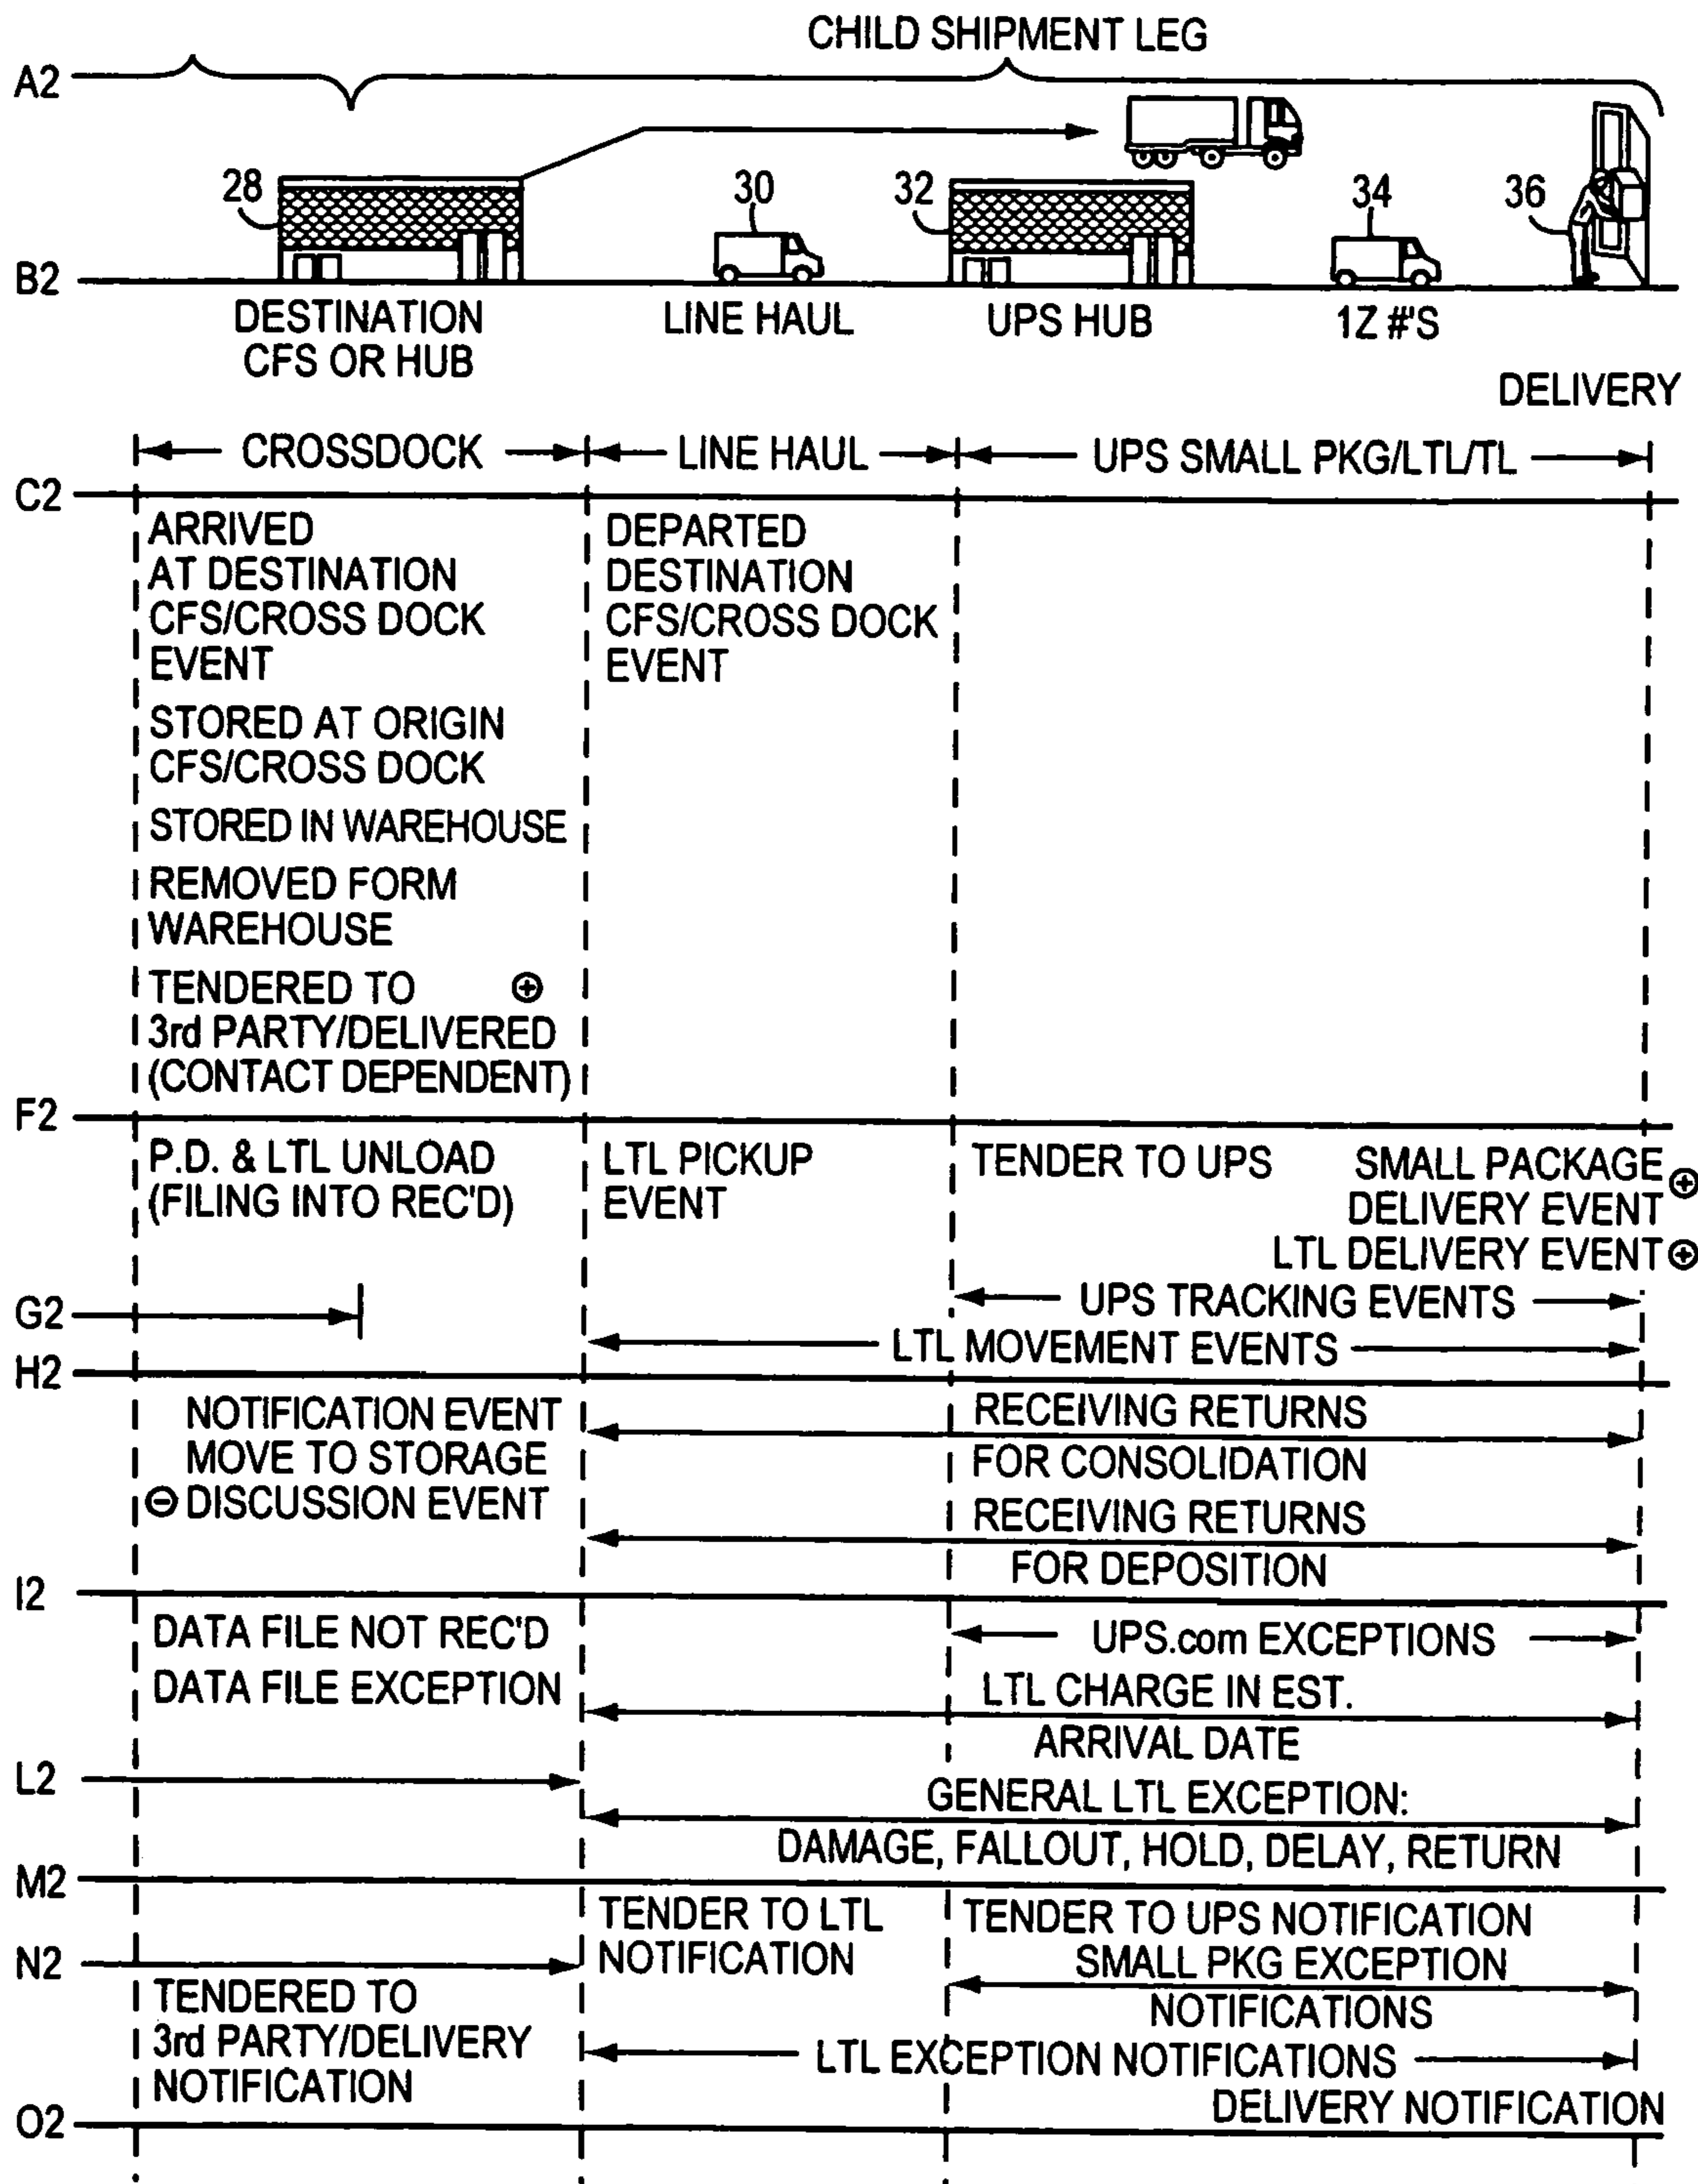 CHILD SHIPMENT LEG
A2
28
30
32
34
36
B2
DESTINATION
CFS OR HUB
LINE HAUL
UPS HUB
1Z #'S
DELIVERY
CROSSDOCK
LINE HAUL
UPS SMALL PKG/LTL/TL
C2
ARRIVED
AT DESTINATION
CFS/CROSS DOCK
EVENT
STORED AT ORIGIN
CFS/CROSS DOCK
STORED IN WAREHOUSE
REMOVED FORM
WAREHOUSE
TENDERED TO ⊕
3rd PARTY/DELIVERED
(CONTACT DEPENDENT)
DEPARTED
DESTINATION
CFS/CROSS DOCK
EVENT
F2
P.D. & LTL UNLOAD
(FILING INTO REC'D)
LTL PICKUP
EVENT
TENDER TO UPS
SMALL PACKAGE
DELIVERY EVENT ⊕
LTL DELIVERY EVENT ⊕
G2
UPS TRACKING EVENTS
LTL MOVEMENT EVENTS
H2
NOTIFICATION EVENT
MOVE TO STORAGE
⊖ DISCUSSION EVENT
RECEIVING RETURNS
FOR CONSOLIDATION
RECEIVING RETURNS
FOR DEPOSITION
I2
DATA FILE NOT REC'D
DATA FILE EXCEPTION
UPS.com EXCEPTIONS
LTL CHARGE IN EST.
ARRIVAL DATE
L2
GENERAL LTL EXCEPTION:
DAMAGE, FALLOUT, HOLD, DELAY, RETURN
M2
TENDER TO LTL
NOTIFICATION
TENDER TO UPS NOTIFICATION
SMALL PKG EXCEPTION
NOTIFICATIONS
N2
TENDERED TO
3rd PARTY/DELIVERY
NOTIFICATION
LTL EXCEPTION NOTIFICATIONS
DELIVERY NOTIFICATION
O2